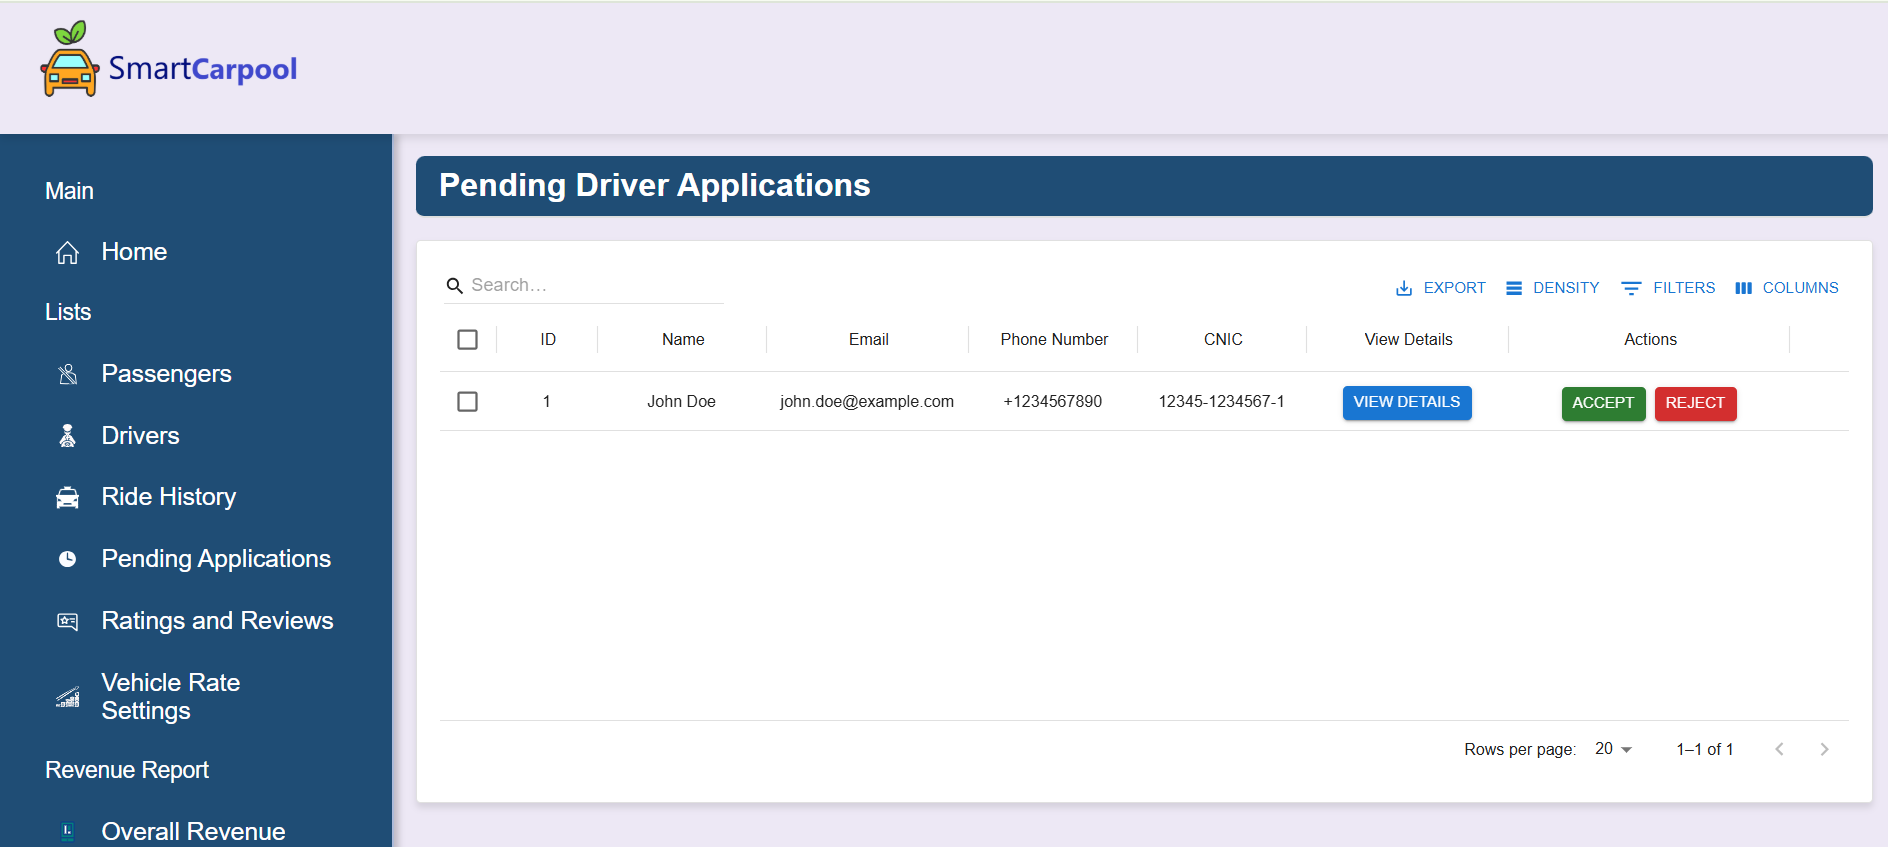 SmartCarpool
Main
Home
Lists
Passengers
Drivers
Ride History
Pending Applications
Ratings and Reviews
Vehicle Rate
Settings
Revenue Report
Overall Revenue
Pending Driver Applications
Search…
EXPORT DENSITY FILTERS COLUMNS
ID Name Email Phone Number CNIC View Details Actions
1 John Doe john.doe@example.com +1234567890 12345-1234567-1 VIEW DETAILS ACCEPT REJECT
Rows per page: 20 1–1 of 1